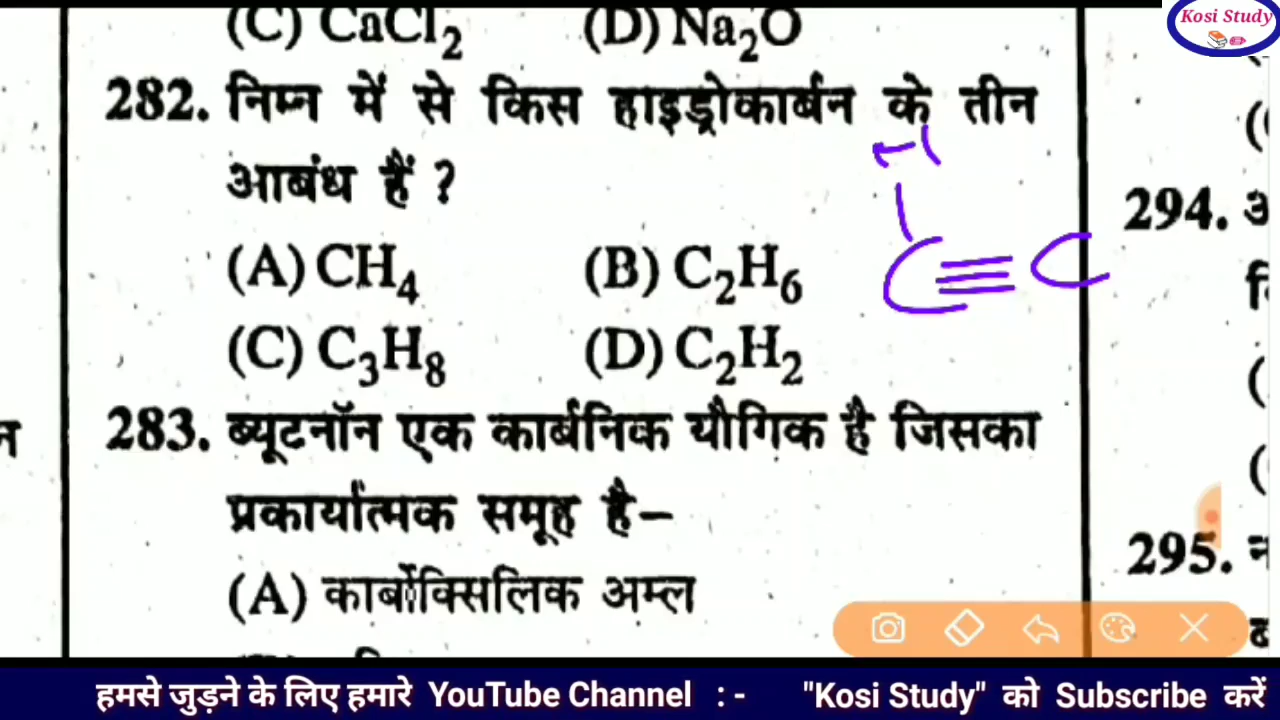 Kosi Study
(C) CaCl₂ (D) Na₂O
282. निम्न में से किस हाइड्रोकार्बन के तीन
आबंध हैं ?
(A) CH₄ (B) C₂H₆
(C) C₃H₈ (D) C₂H₂
H
C≡C
283. ब्यूटनॉन एक कार्बनिक यौगिक है जिसका
प्रकार्यात्मक समूह है–
(A) कार्बोक्सिलिक अम्ल
294.
295.
हमसे जुड़ने के लिए हमारे YouTube Channel : - "Kosi Study" को Subscribe करें